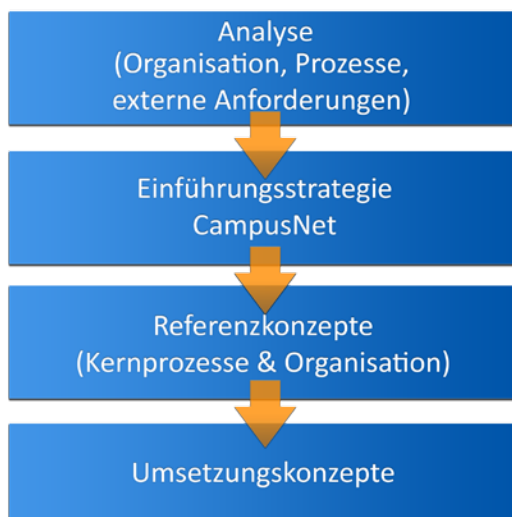 Analyse
(Organisation, Prozesse,
externe Anforderungen)
Einführungsstrategie
CampusNet
Referenzkonzepte
(Kernprozesse & Organisation)
Umsetzungskonzepte